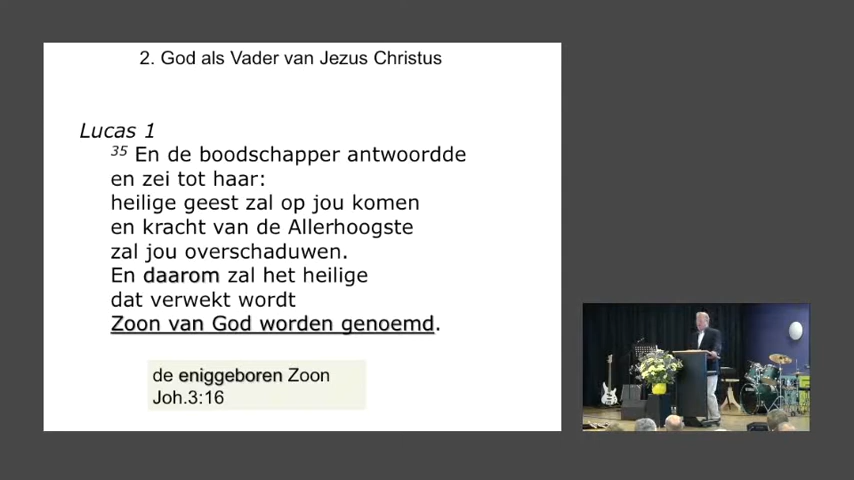 2. God als Vader van Jezus Christus
Lucas 1
35 En de boodschapper antwoordde
en zei tot haar:
heilige geest zal op jou komen
en kracht van de Allerhoogste
zal jou overschaduwen.
En daarom zal het heilige
dat verwekt wordt
Zoon van God worden genoemd.
de eniggeboren Zoon
Joh.3:16